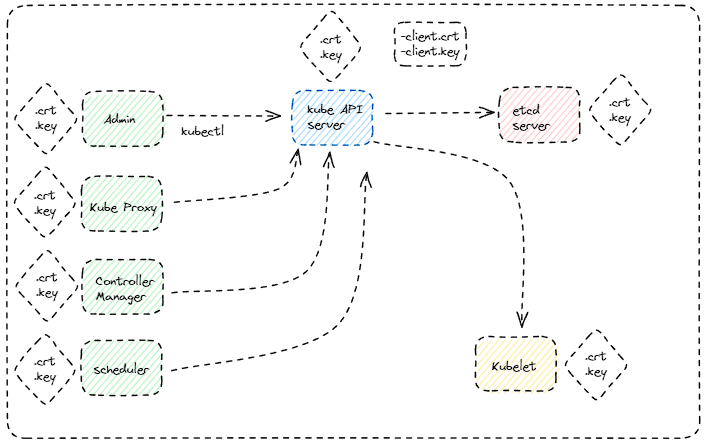 .crt
.key
-client.crt
-client.key
.crt
.key
Admin
kubectl
kube API
server
etcd
server
.crt
.key
.crt
.key
Kube Proxy
.crt
.key
Controller
Manager
.crt
.key
scheduler
Kubelet
.crt
.key